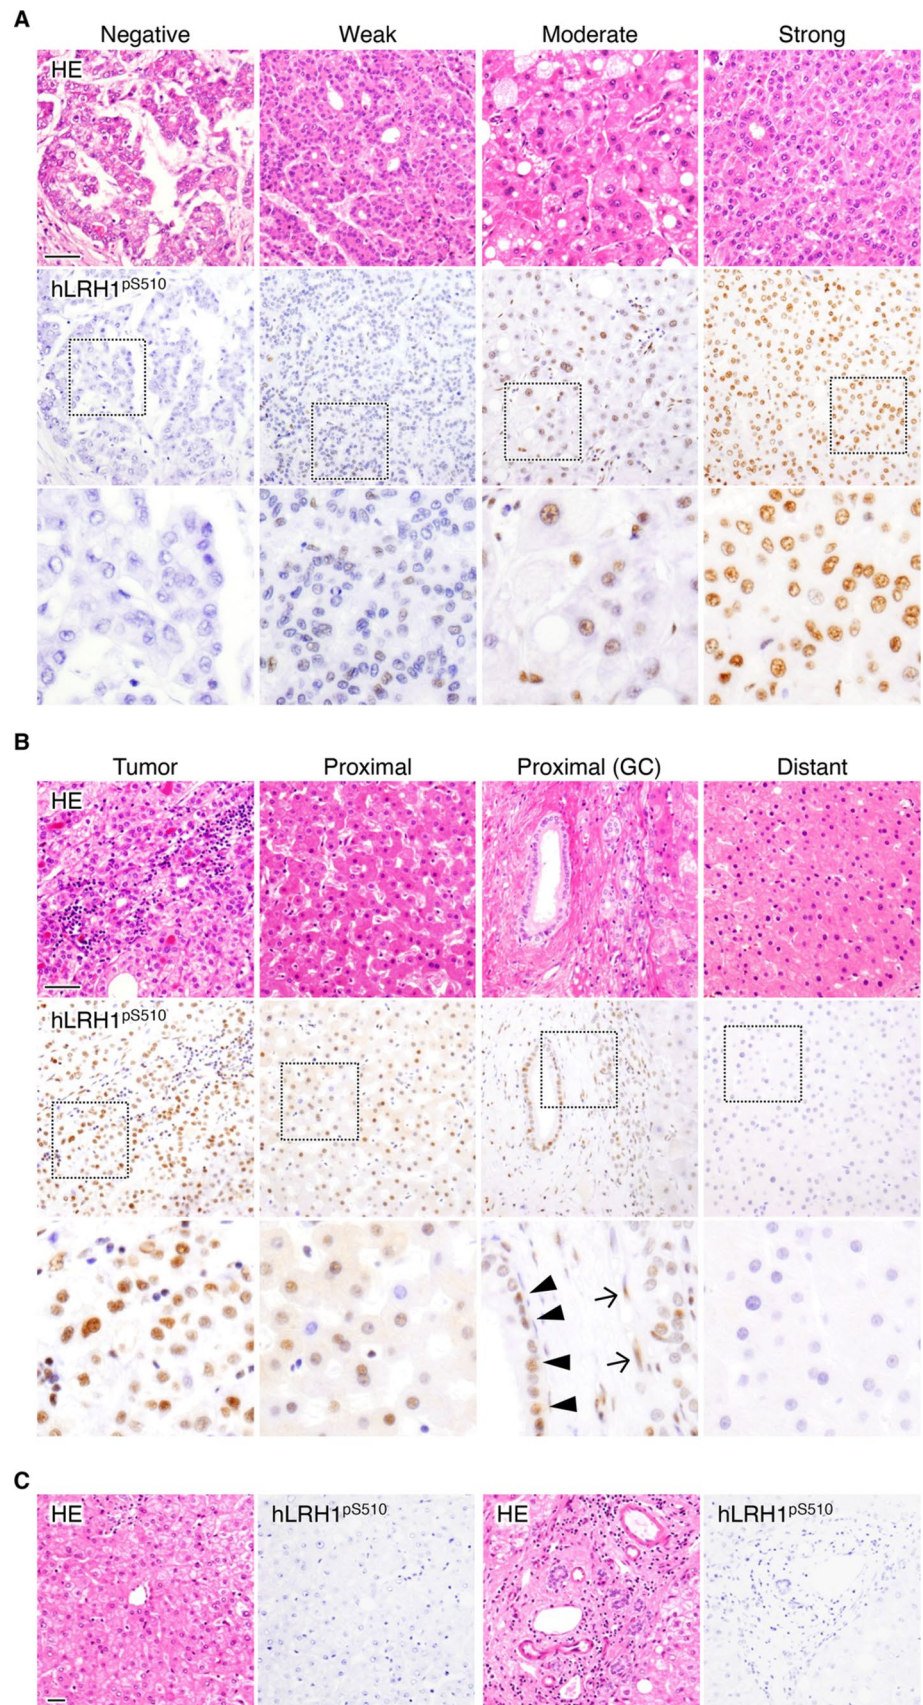 A
Negative Weak Moderate Strong
HE
hLRH1pS510
B
Tumor Proximal Proximal (GC) Distant
HE
hLRH1pS510
C
HE hLRH1pS510 HE hLRH1pS510